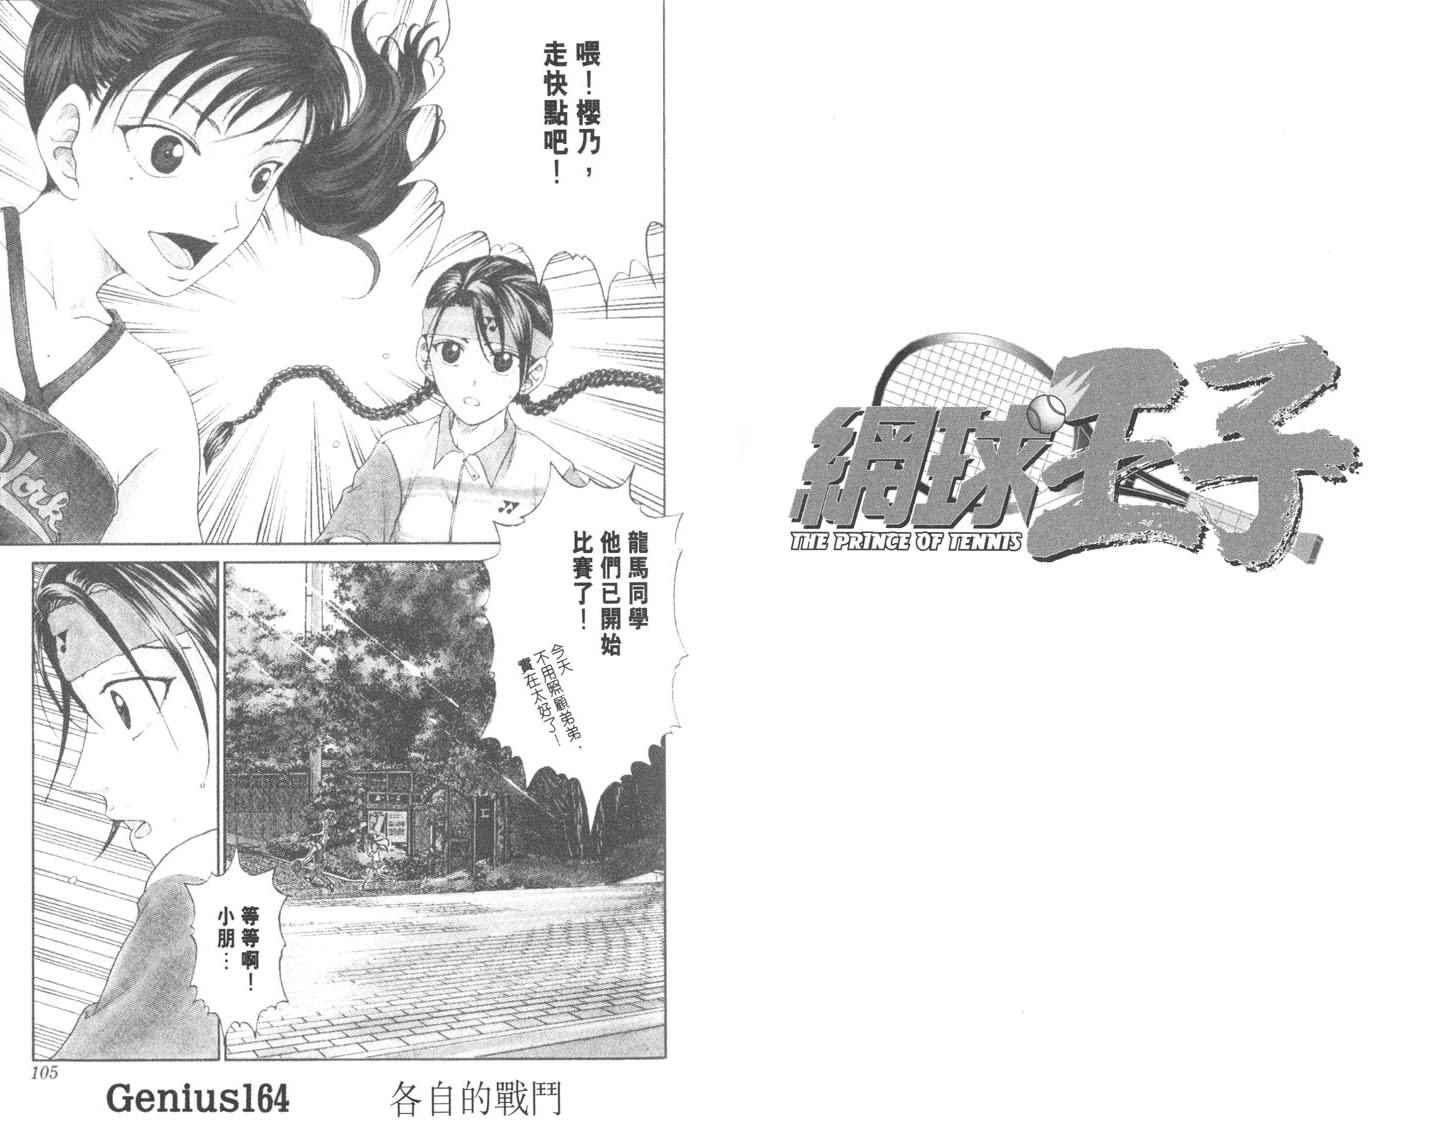 網球王子
THE PRINCE OF TENNIS
喂！櫻乃，
走快點吧！
龍馬同學
他們已開始
比賽了！
今天
不用照顧弟弟，
實在太好了！
等等啊！
小朋…
York
105
Genius164 各自的戰鬥